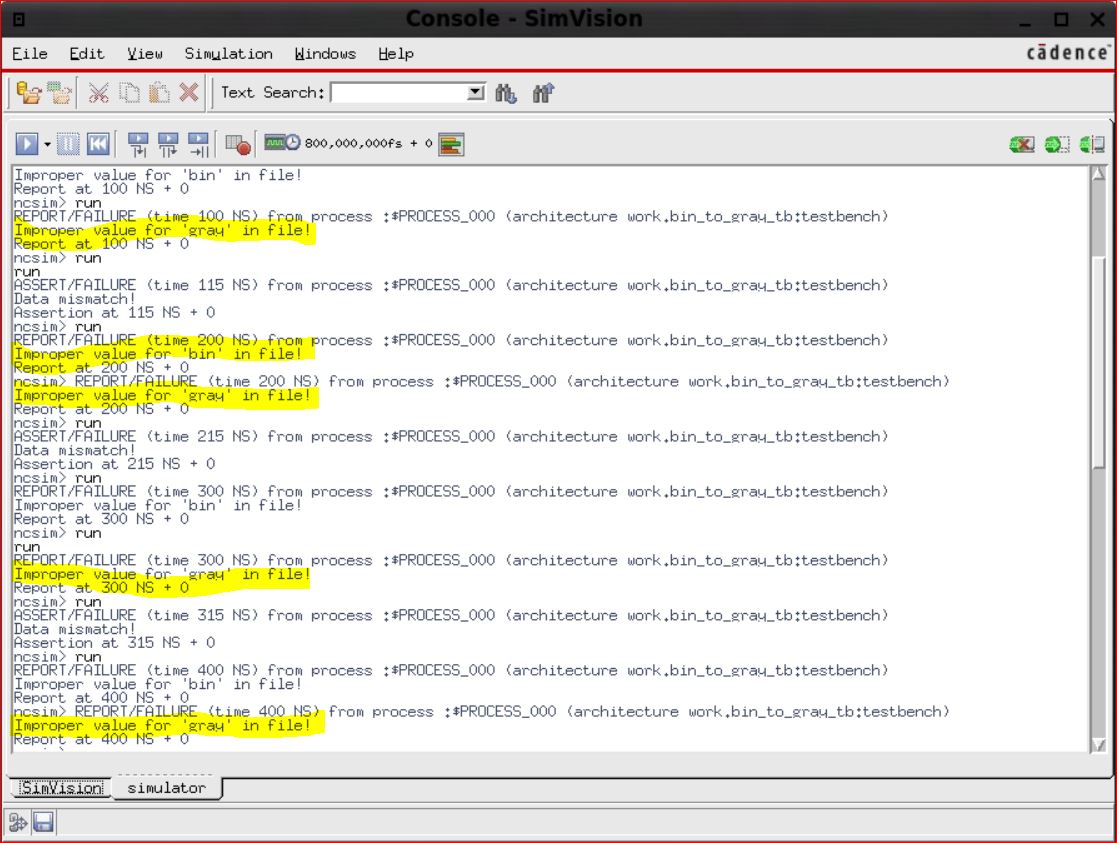 Console - SimVision
File Edit View Simulation Windows Help
cādence
Text Search:
800,000,000fs + 0
Improper value for 'bin' in file!
Report at 100 NS + 0
ncsim> run
REPORT/FAILURE (time 100 NS) from process :$PROCESS_000 (architecture work.bin_to_gray_tb:testbench)
Improper value for 'gray' in file!
Report at 100 NS + 0
ncsim> run
run
ASSERT/FAILURE (time 115 NS) from process :$PROCESS_000 (architecture work.bin_to_gray_tb:testbench)
Data mismatch!
Assertion at 115 NS + 0
ncsim> run
REPORT/FAILURE (time 200 NS) from process :$PROCESS_000 (architecture work.bin_to_gray_tb:testbench)
Improper value for 'bin' in file!
Report at 200 NS + 0
ncsim> REPORT/FAILURE (time 200 NS) from process :$PROCESS_000 (architecture work.bin_to_gray_tb:testbench)
Improper value for 'gray' in file!
Report at 200 NS + 0
ncsim> run
ASSERT/FAILURE (time 215 NS) from process :$PROCESS_000 (architecture work.bin_to_gray_tb:testbench)
Data mismatch!
Assertion at 215 NS + 0
ncsim> run
REPORT/FAILURE (time 300 NS) from process :$PROCESS_000 (architecture work.bin_to_gray_tb:testbench)
Improper value for 'bin' in file!
Report at 300 NS + 0
ncsim> run
run
REPORT/FAILURE (time 300 NS) from process :$PROCESS_000 (architecture work.bin_to_gray_tb:testbench)
Improper value for 'gray' in file!
Report at 300 NS + 0
ncsim> run
ASSERT/FAILURE (time 315 NS) from process :$PROCESS_000 (architecture work.bin_to_gray_tb:testbench)
Data mismatch!
Assertion at 315 NS + 0
ncsim> run
REPORT/FAILURE (time 400 NS) from process :$PROCESS_000 (architecture work.bin_to_gray_tb:testbench)
Improper value for 'bin' in file!
Report at 400 NS + 0
ncsim> REPORT/FAILURE (time 400 NS) from process :$PROCESS_000 (architecture work.bin_to_gray_tb:testbench)
Improper value for 'gray' in file!
Report at 400 NS + 0
SimVision simulator